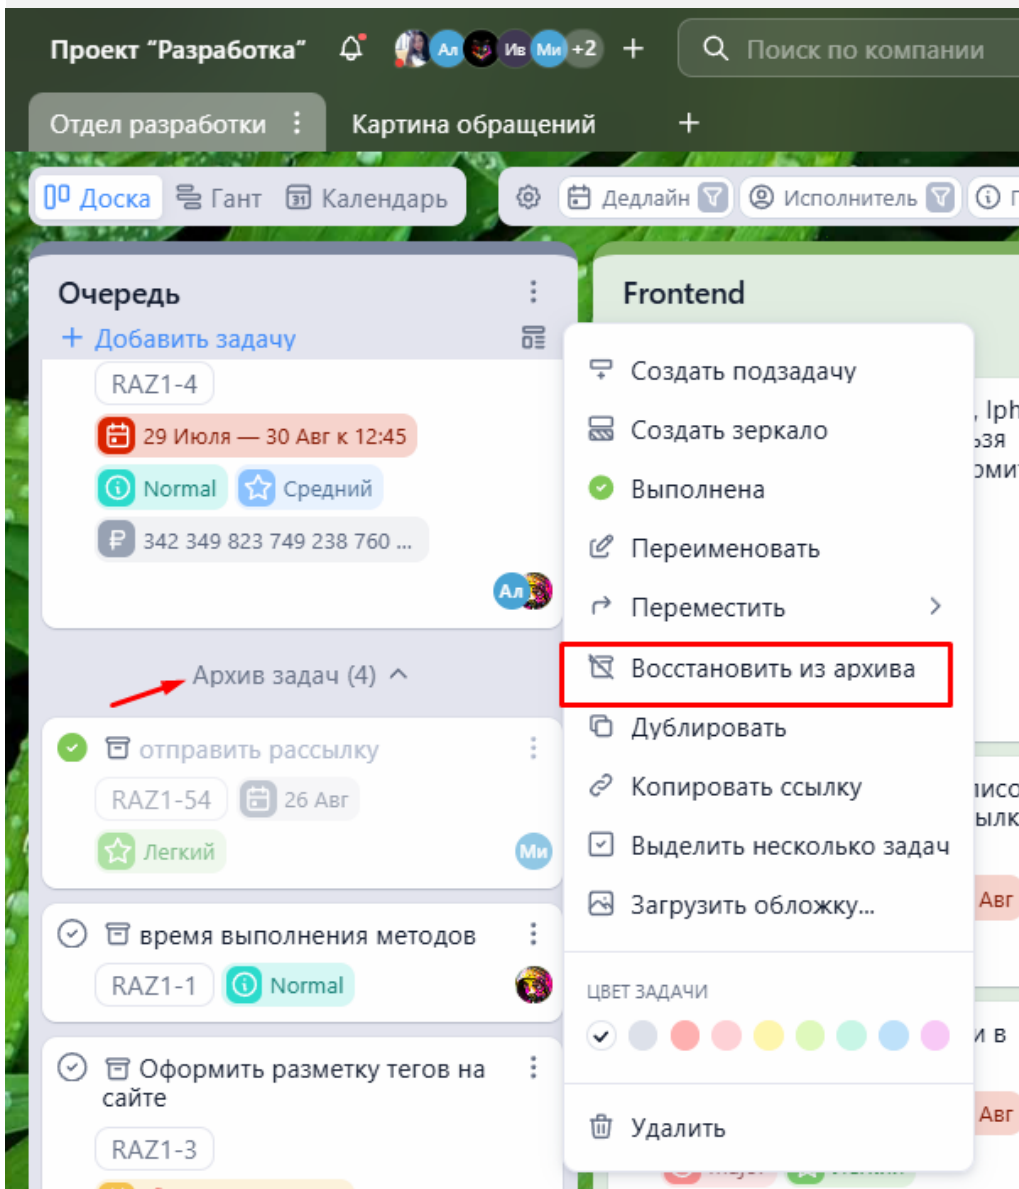 Проект “Разработка”
Ал
Ив
Ми
+2
Поиск по компании
Отдел разработки
Картина обращений
Доска
Гант
31
Календарь
Дедлайн
Исполнитель
Очередь
Frontend
+ Добавить задачу
RAZ1-4
29 Июля — 30 Авг к 12:45
Normal
Средний
₽ 342 349 823 749 238 760 ...
Ал
Архив задач (4)
отправить рассылку
RAZ1-54
26 Авг
Легкий
Ми
время выполнения методов
RAZ1-1
Normal
Оформить разметку тегов на
сайте
RAZ1-3
Создать подзадачу
Создать зеркало
Выполнена
Переименовать
Переместить
Восстановить из архива
Дублировать
Копировать ссылку
Выделить несколько задач
Загрузить обложку...
ЦВЕТ ЗАДАЧИ
Удалить
Авг
и в
Авг